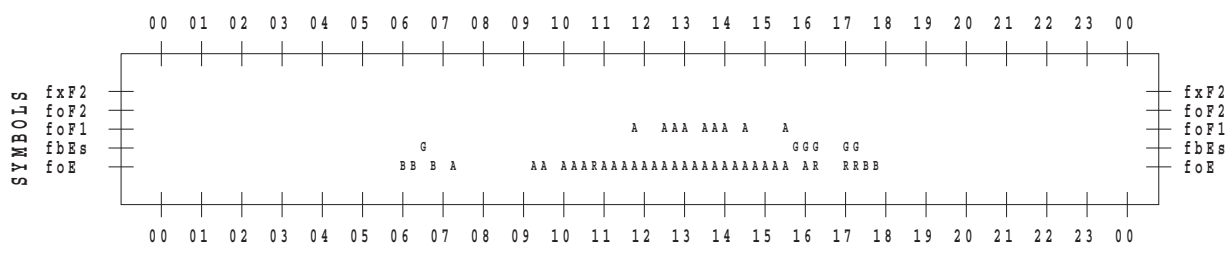 00 01 02 03 04 05 06 07 08 09 10 11 12 13 14 15 16 17 18 19 20 21 22 23 00
SYMBOLS
fxF2 fxF2
foF2 foF2
foF1 A AAA AAA A A foF1
fbEs G GGG GG fbEs
foE BB B B AA AAARAAAAAAAAAAAAAAAAAAA AR RRBB foE
00 01 02 03 04 05 06 07 08 09 10 11 12 13 14 15 16 17 18 19 20 21 22 23 00